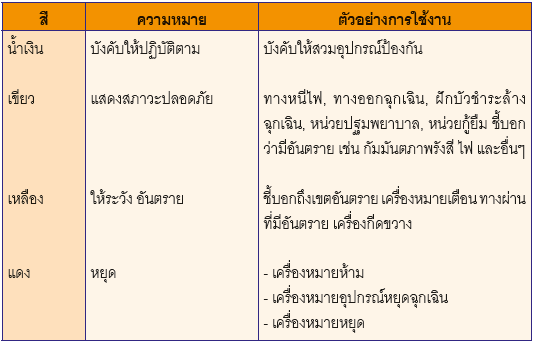 สี ความหมาย ตัวอย่างการใช้งาน
น้ำเงิน บังคับให้ปฏิบัติตาม บังคับให้สวมอุปกรณ์ป้องกัน
เขียว แสดงสภาวะปลอดภัย ทางหนีไฟ, ทางออกฉุกเฉิน, ฝักบัวชำระล้าง
ฉุกเฉิน, หน่วยปฐมพยาบาล, หน่วยกู้ยืม ชี้บอก
ว่ามีอันตราย เช่น กัมมันตภาพรังสี ไฟ และอื่นๆ
เหลือง ให้ระวัง อันตราย ชี้บอกถึงเขตอันตราย เครื่องหมายเตือน ทางผ่าน
ที่มีอันตราย เครื่องกีดขวาง
แดง หยุด - เครื่องหมายห้าม
- เครื่องหมายอุปกรณ์หยุดฉุกเฉิน
- เครื่องหมายหยุด